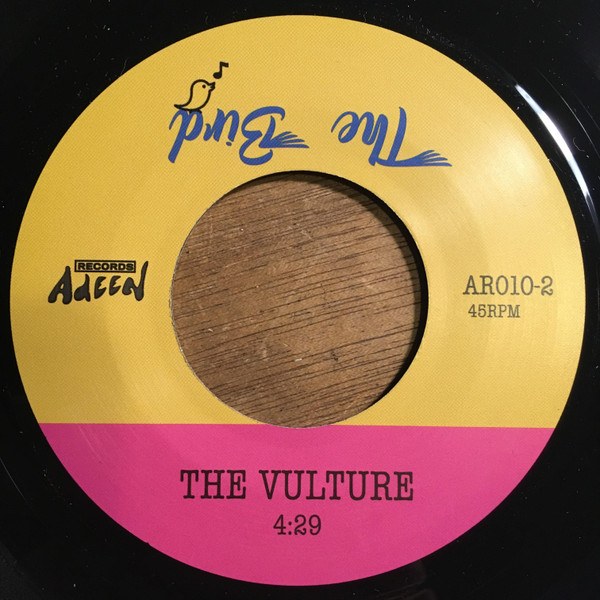 The Bird
RECORDS
AdEEN
AR010-2
45RPM
THE VULTURE
4:29